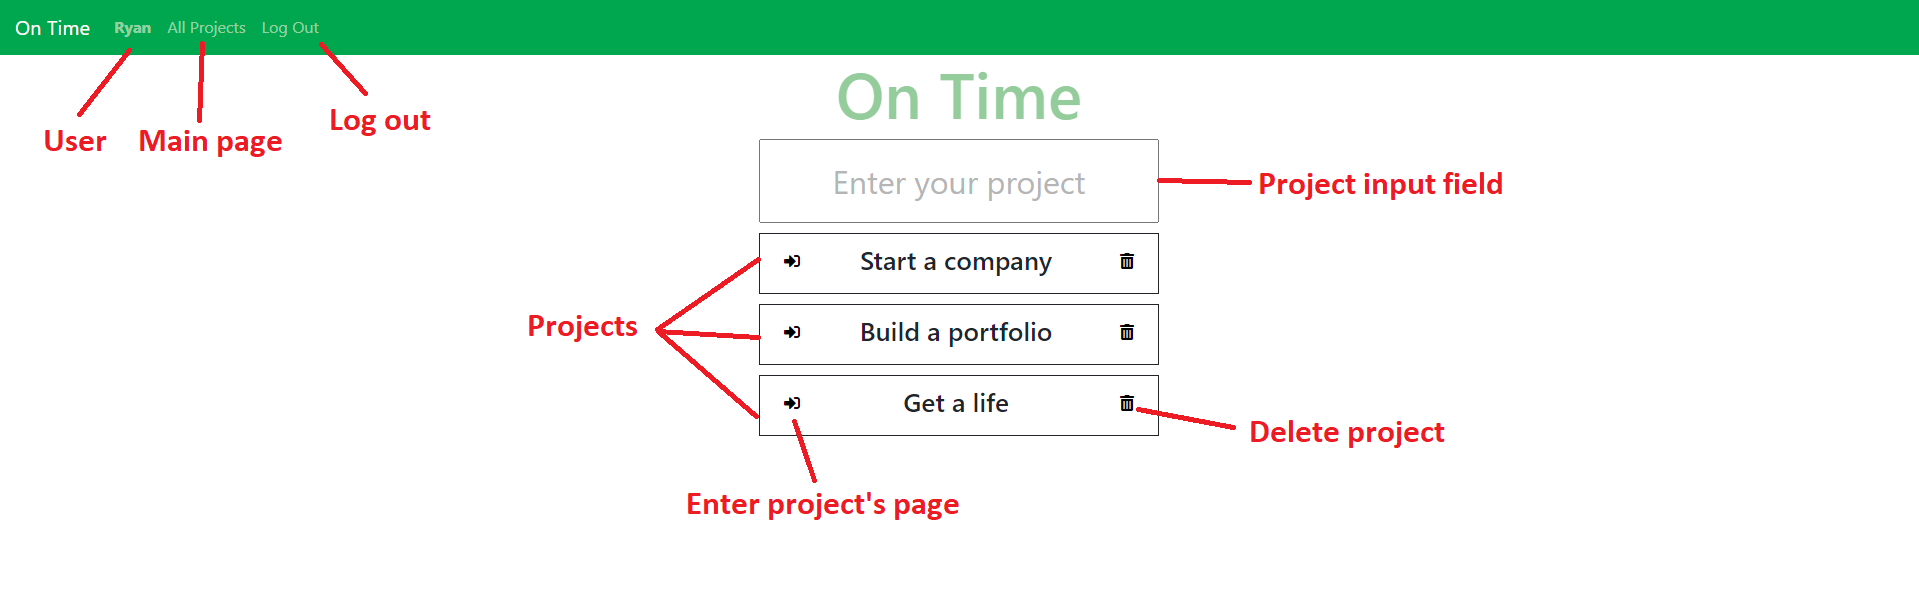 On Time Ryan All Projects Log Out
User
Main page
Log out
On Time
Enter your project
Project input field
Start a company
Projects
Build a portfolio
Get a life
Delete project
Enter project's page